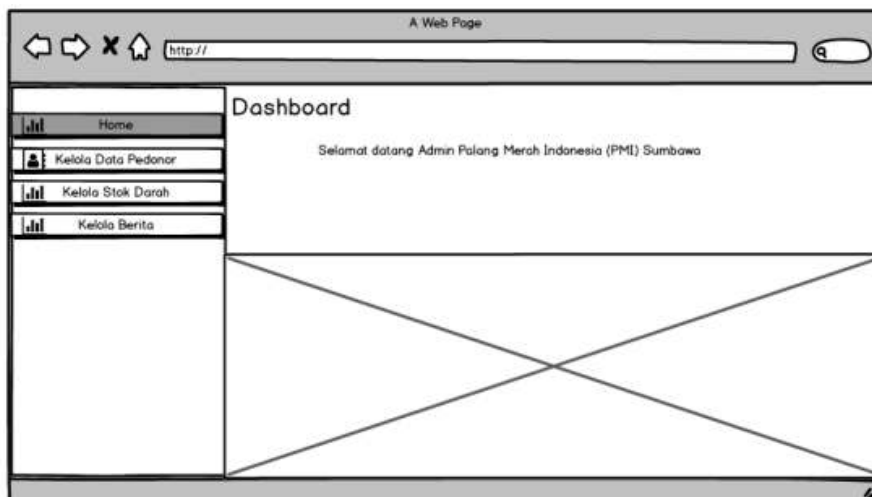 A Web Page
http://
Home
Kelola Data Pedonor
Kelola Stok Darah
Kelola Berita
Dashboard
Selamat datang Admin Palang Merah Indonesia (PMI) Sumbawa